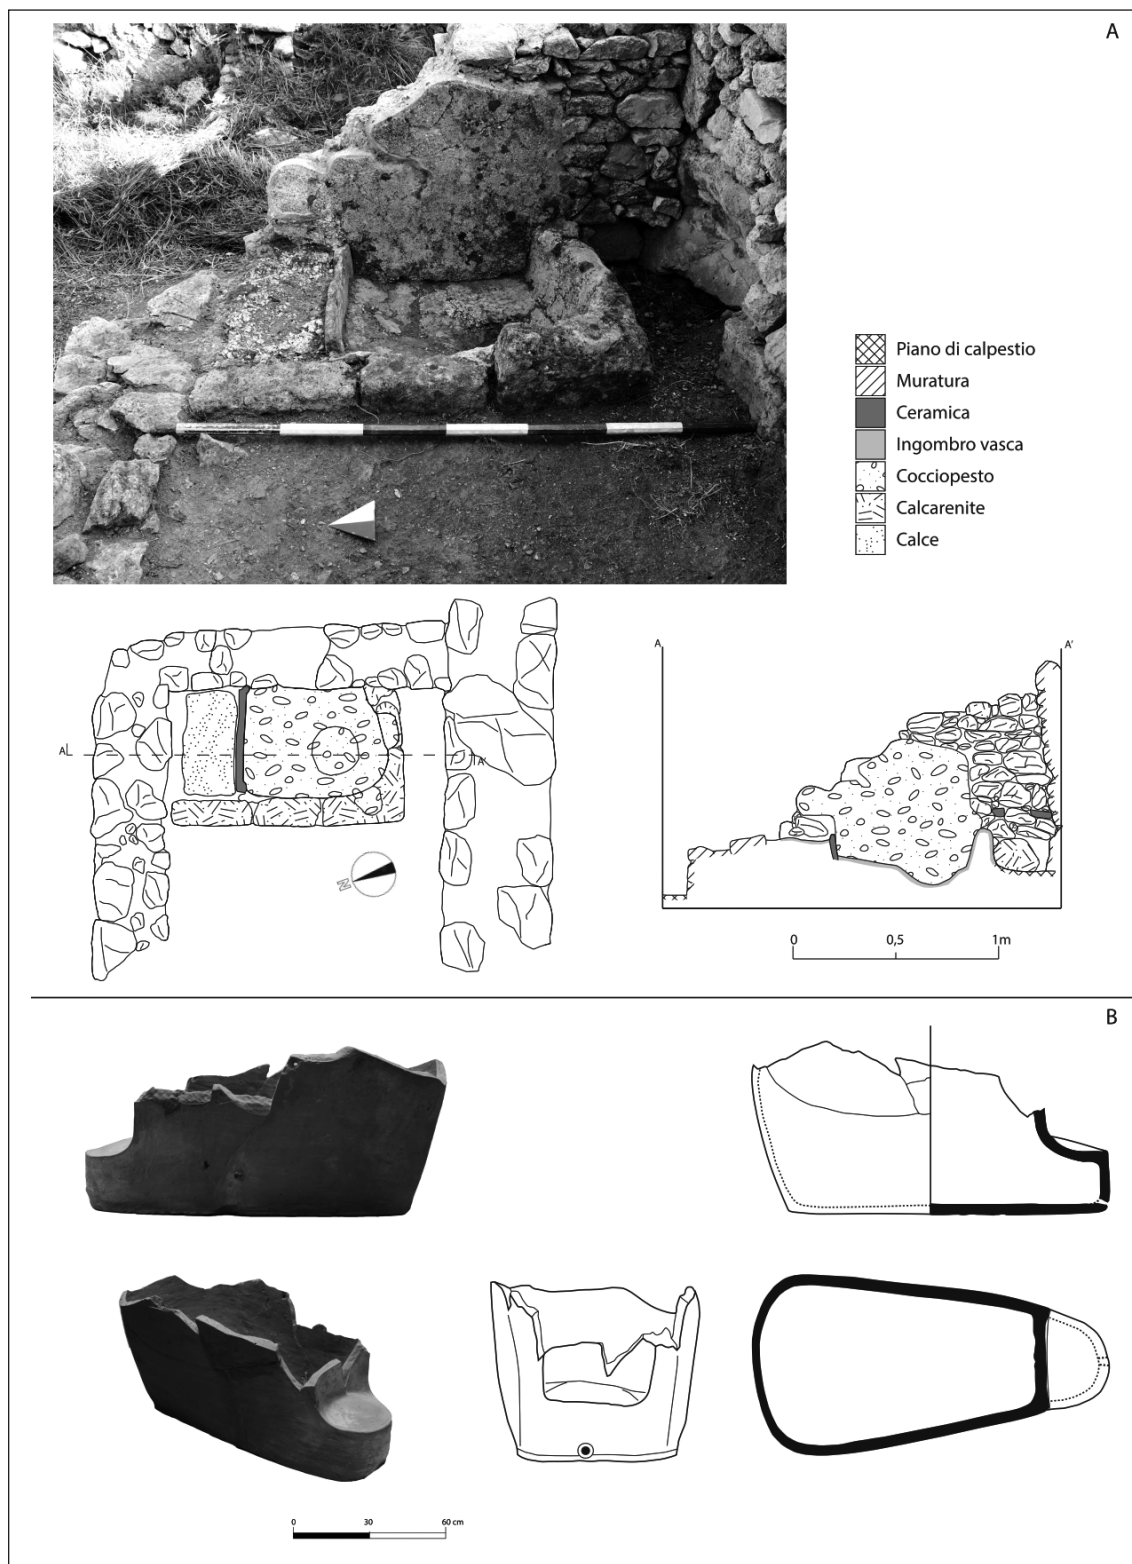 A
Piano di calpestio
Muratura
Ceramica
Ingombro vasca
Cocciopesto
Calcarenite
Calce
A
A'
A
A'
N
0
0,5
1m
B
0
30
60 cm